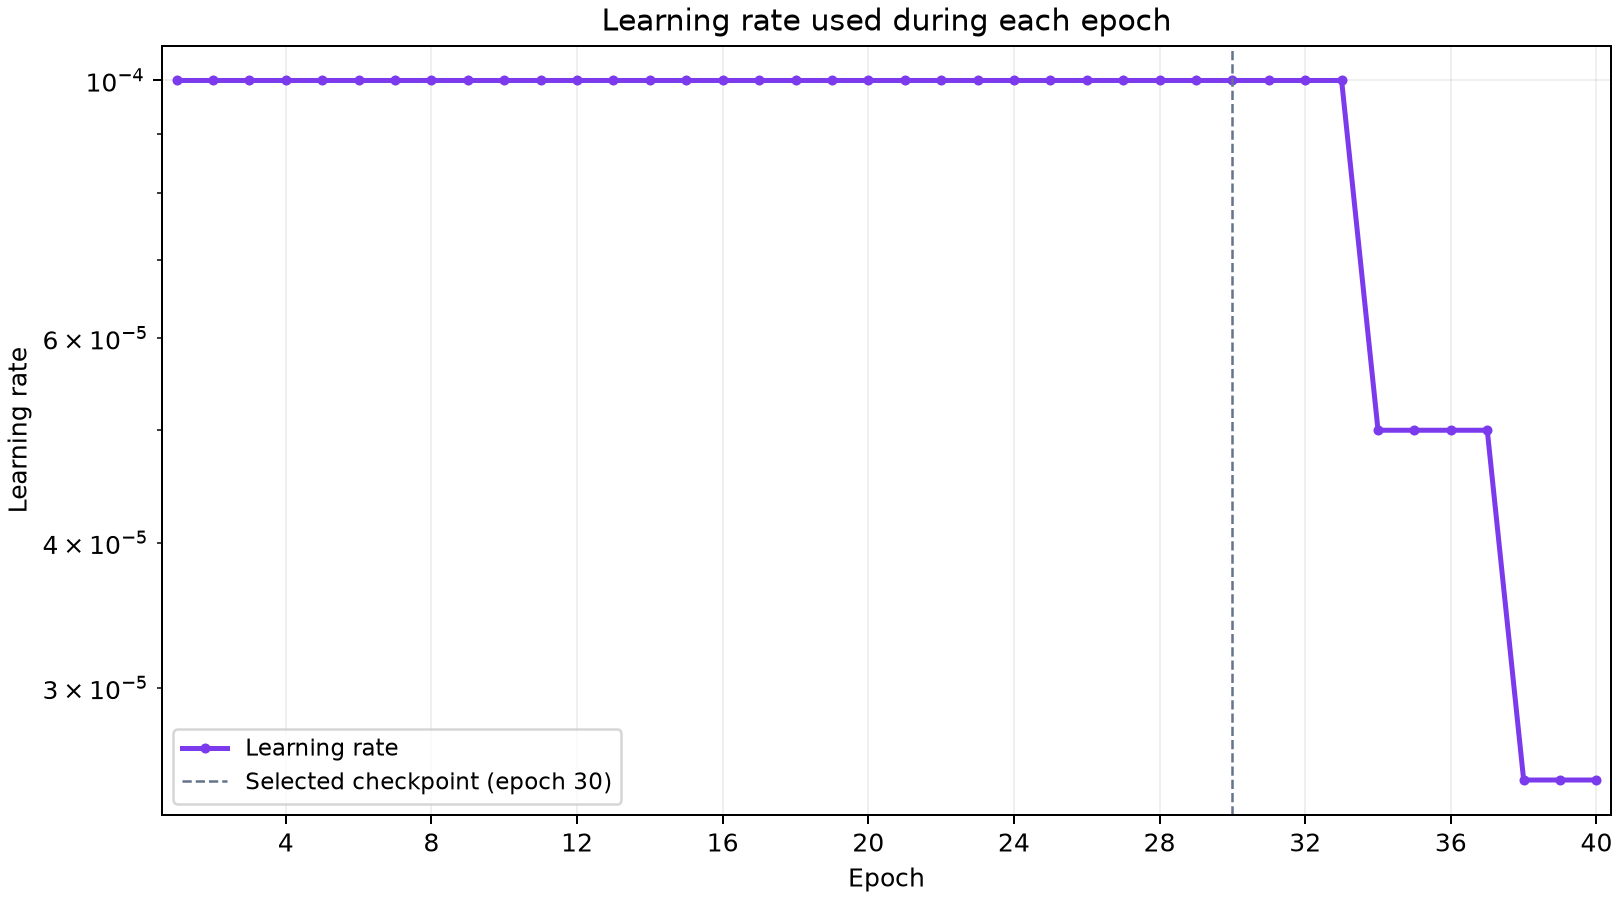 Learning rate used during each epoch
10⁻⁴
6 × 10⁻⁵
4 × 10⁻⁵
3 × 10⁻⁵
Learning rate
Learning rate
Selected checkpoint (epoch 30)
4 8 12 16 20 24 28 32 36 40
Epoch